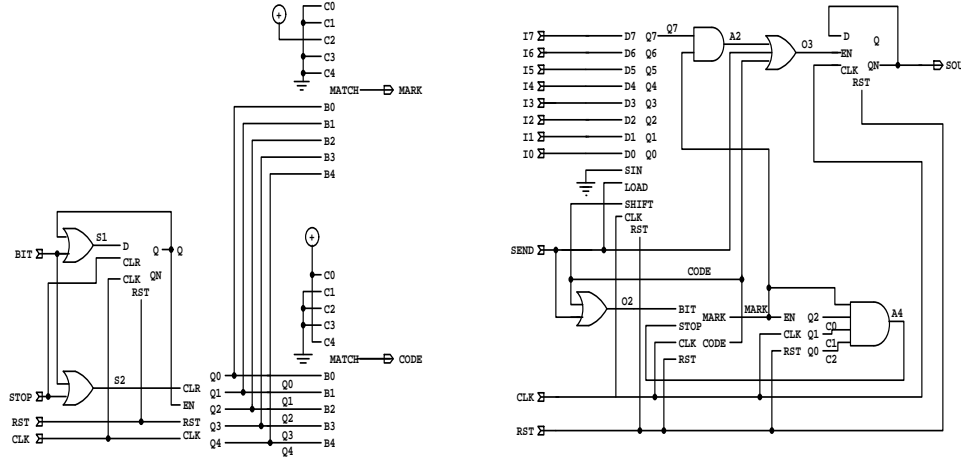 C0
C1
C2
C3
C4
MATCH MARK
B0
B1
B2
B3
B4
C0
C1
C2
C3
C4
MATCH CODE
BIT
S1
D
CLR
CLK
RST
Q Q
QN
STOP
S2
CLR
EN
RST RST
CLK CLK
Q0 Q0 B0
Q1 Q1 B1
Q2 Q2 B2
Q3 Q3 B3
Q4 Q4 B4
I7 D7 Q7 Q7
I6 D6 Q6
I5 D5 Q5
I4 D4 Q4
I3 D3 Q3
I2 D2 Q2
I1 D1 Q1
I0 D0 Q0
SIN
LOAD
SHIFT
CLK
RST
A2
O3
D Q
EN
CLK QN
RST
SOU
SEND
CODE
O2
BIT
MARK MARK EN Q2
STOP
CLK CODE CLK Q1 C0
RST RST Q0 C1
C2
A4
CLK
RST